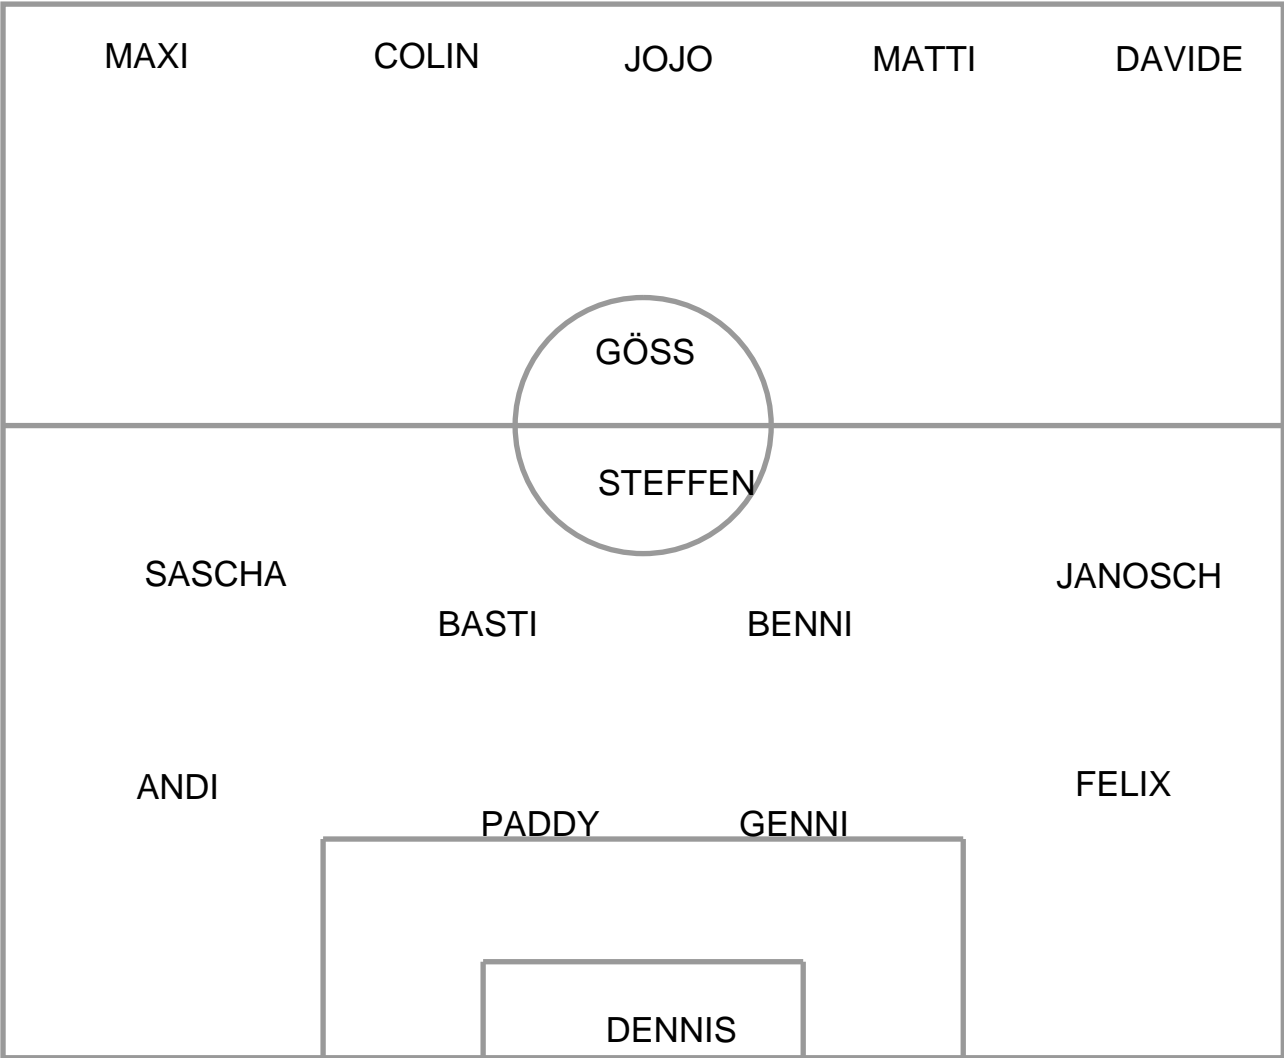 MAXI COLIN JOJO MATTI DAVIDE
GÖSS
STEFFEN
SASCHA JANOSCH
BASTI BENNI
ANDI FELIX
PADDY GENNI
DENNIS